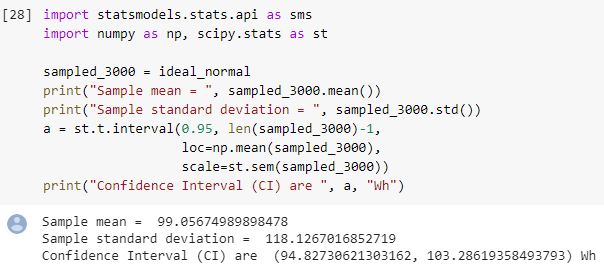 [28] import statsmodels.stats.api as sms
import numpy as np, scipy.stats as st
sampled_3000 = ideal_normal
print("Sample mean = ", sampled_3000.mean())
print("Sample standard deviation = ", sampled_3000.std())
a = st.t.interval(0.95, len(sampled_3000)-1,
loc=np.mean(sampled_3000),
scale=st.sem(sampled_3000))
print("Confidence Interval (CI) are ", a, "Wh")
Sample mean =  99.05674989898478
Sample standard deviation =  118.1267016852719
Confidence Interval (CI) are  (94.82730621303162, 103.28619358493793) Wh